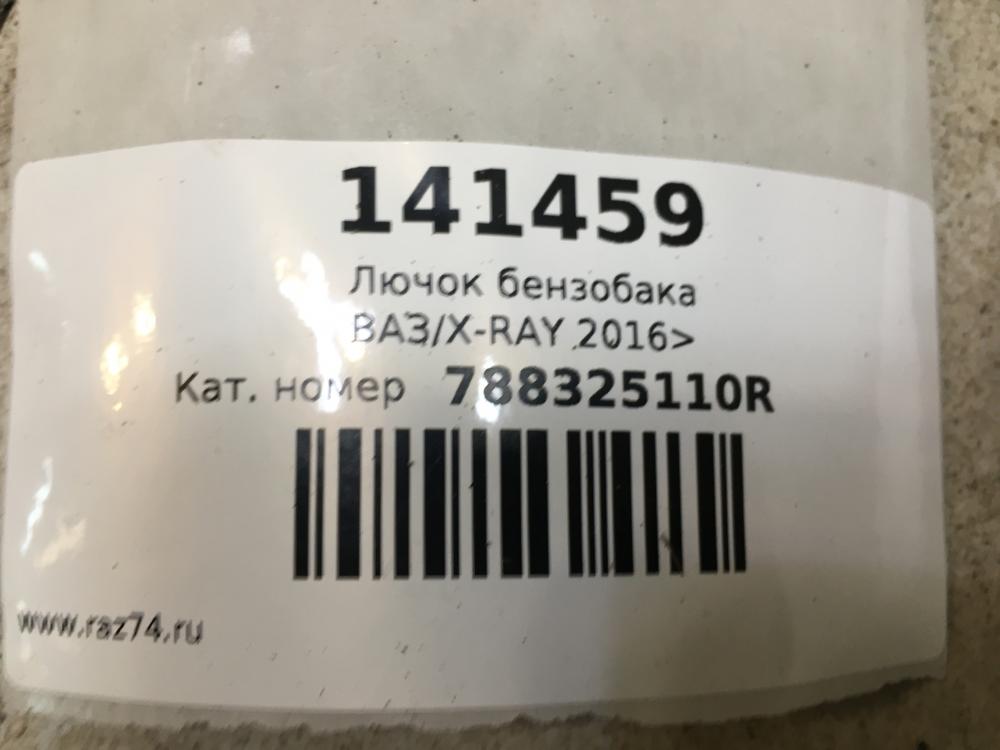 141459
Лючок бензобака
ВАЗ/X-RAY 2016>
Кат. номер 788325110R
www.raz74.ru